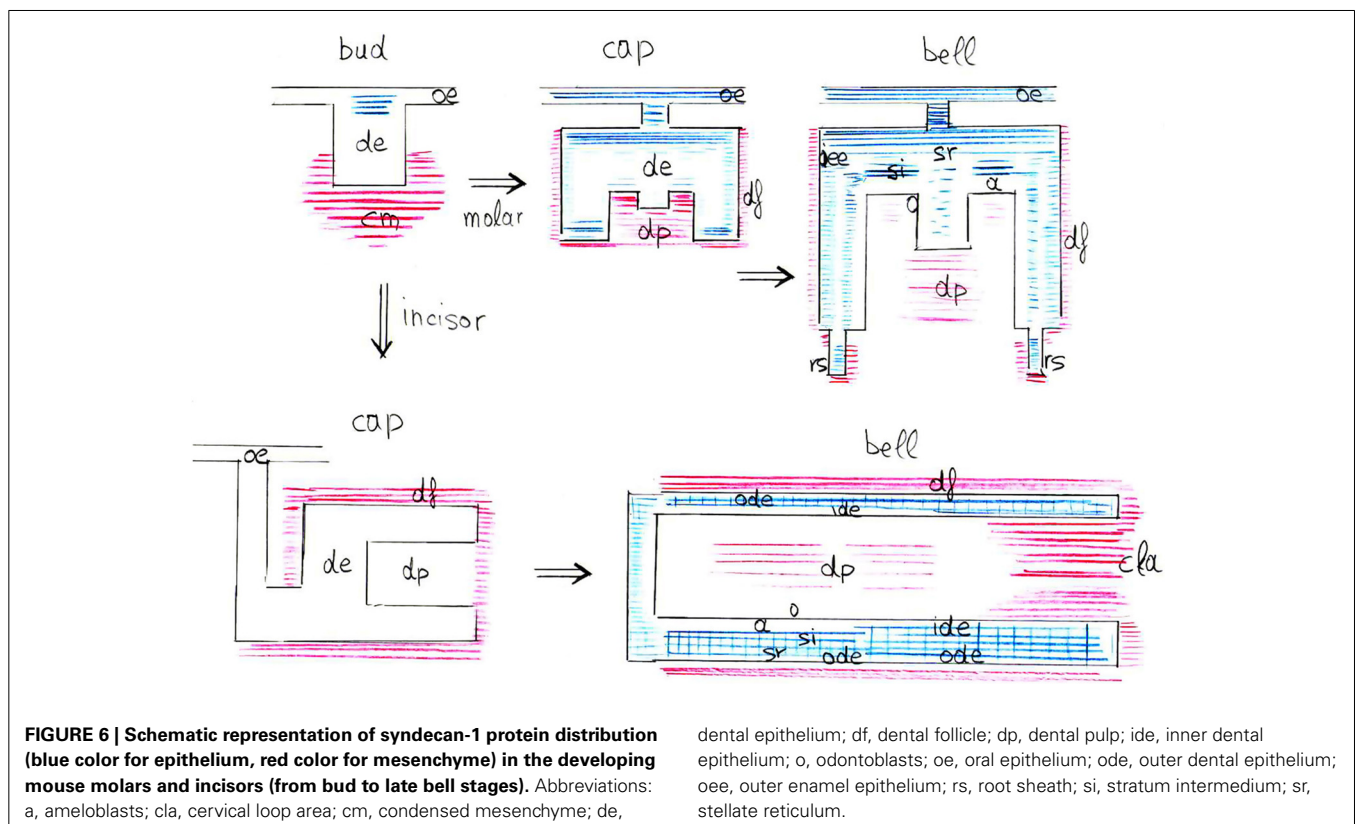 bud
cap
bell
oe
oe
oe
de
de
iee
sr
si
a
o
cm
molar
df
dp
df
dp
incisor
rs
rs
cap
bell
oe
df
df
ode
ide
de
dp
dp
cla
o
a
si
ide
sr
ode
ode
FIGURE 6 | Schematic representation of syndecan-1 protein distribution
(blue color for epithelium, red color for mesenchyme) in the developing
mouse molars and incisors (from bud to late bell stages). Abbreviations:
a, ameloblasts; cla, cervical loop area; cm, condensed mesenchyme; de,
dental epithelium; df, dental follicle; dp, dental pulp; ide, inner dental
epithelium; o, odontoblasts; oe, oral epithelium; ode, outer dental epithelium;
oee, outer enamel epithelium; rs, root sheath; si, stratum intermedium; sr,
stellate reticulum.